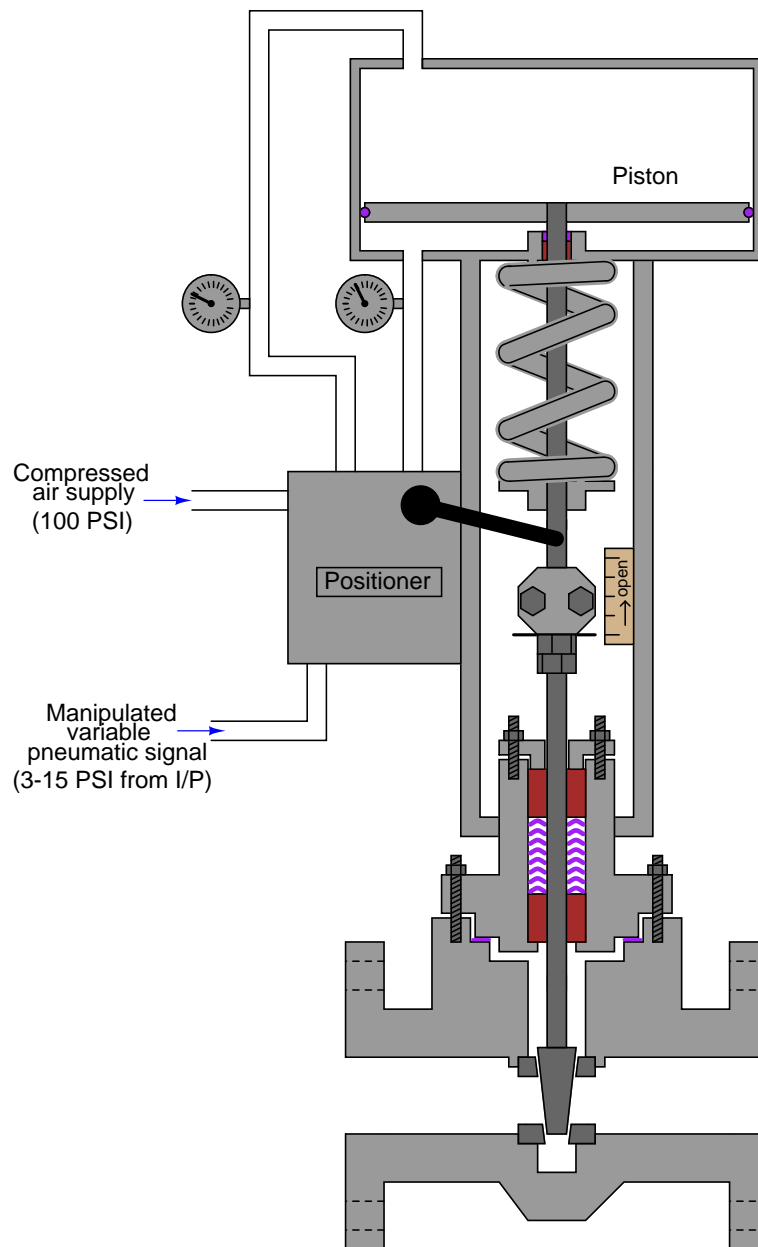 Piston
Compressed
air supply
(100 PSI)
Positioner
open
Manipulated
variable
pneumatic signal
(3-15 PSI from I/P)